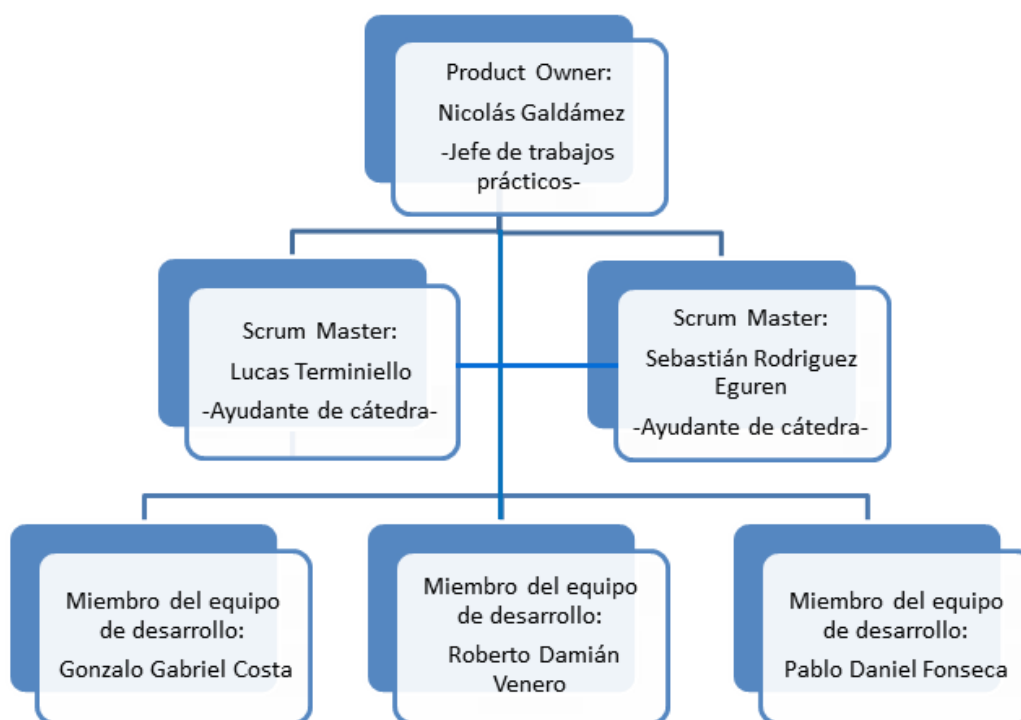 Product Owner:
Nicolás Galdámez
-Jefe de trabajos
prácticos-
Scrum Master:
Lucas Terminiello
-Ayudante de cátedra-
Scrum Master:
Sebastián Rodriguez
Eguren
-Ayudante de cátedra-
Miembro del equipo
de desarrollo:
Gonzalo Gabriel Costa
Miembro del equipo
de desarrollo:
Roberto Damián
Venero
Miembro del equipo
de desarrollo:
Pablo Daniel Fonseca